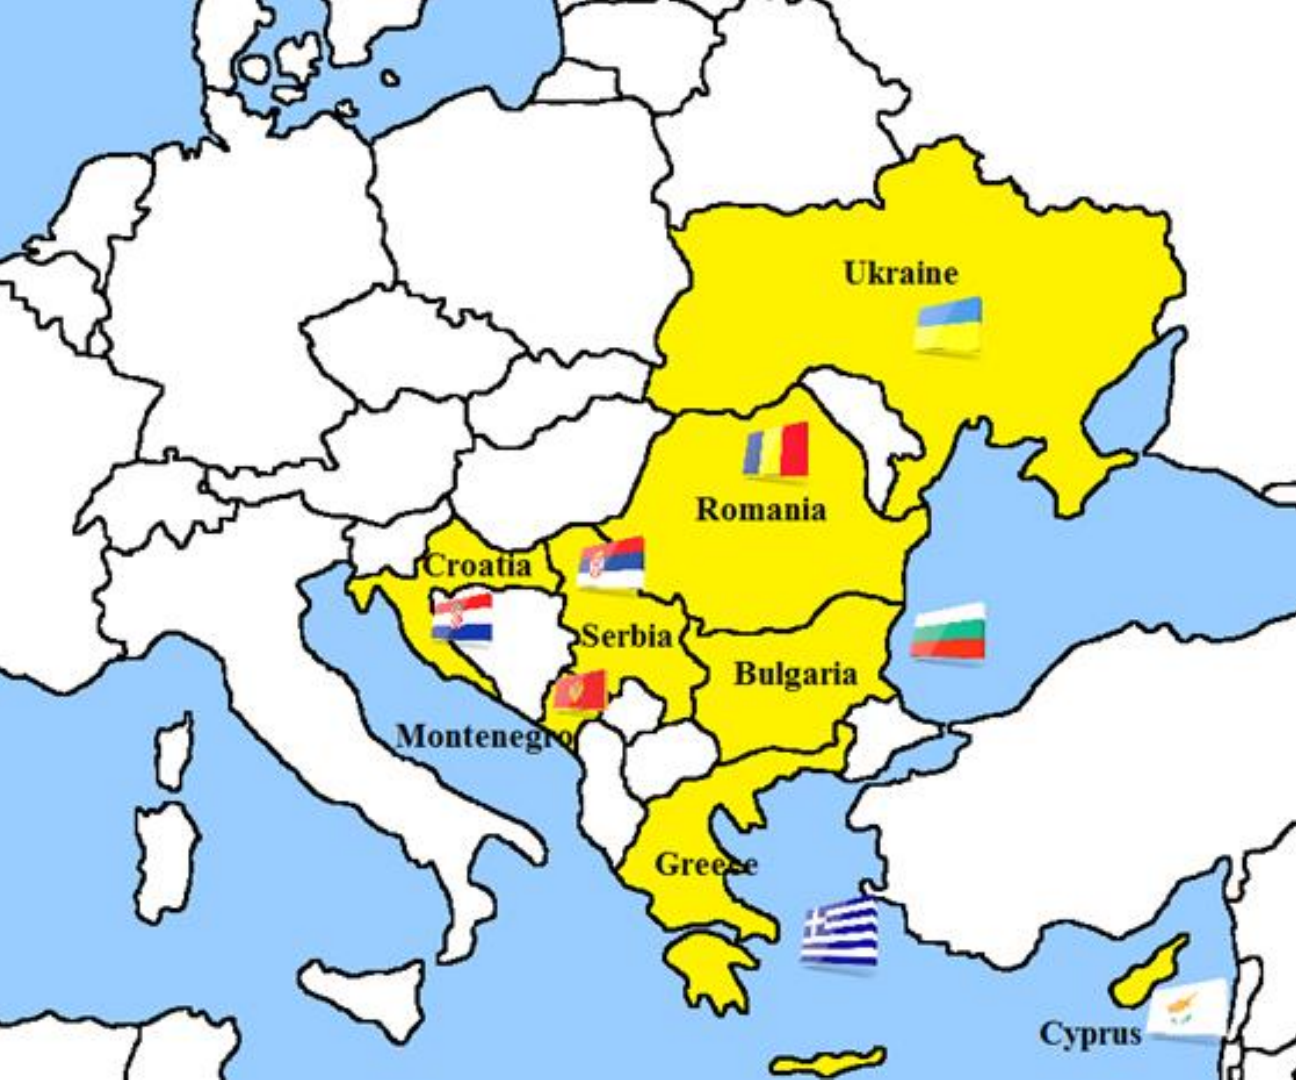 Ukraine
Romania
Croatia
Serbia
Bulgaria
Montenegro
Greece
Cyprus